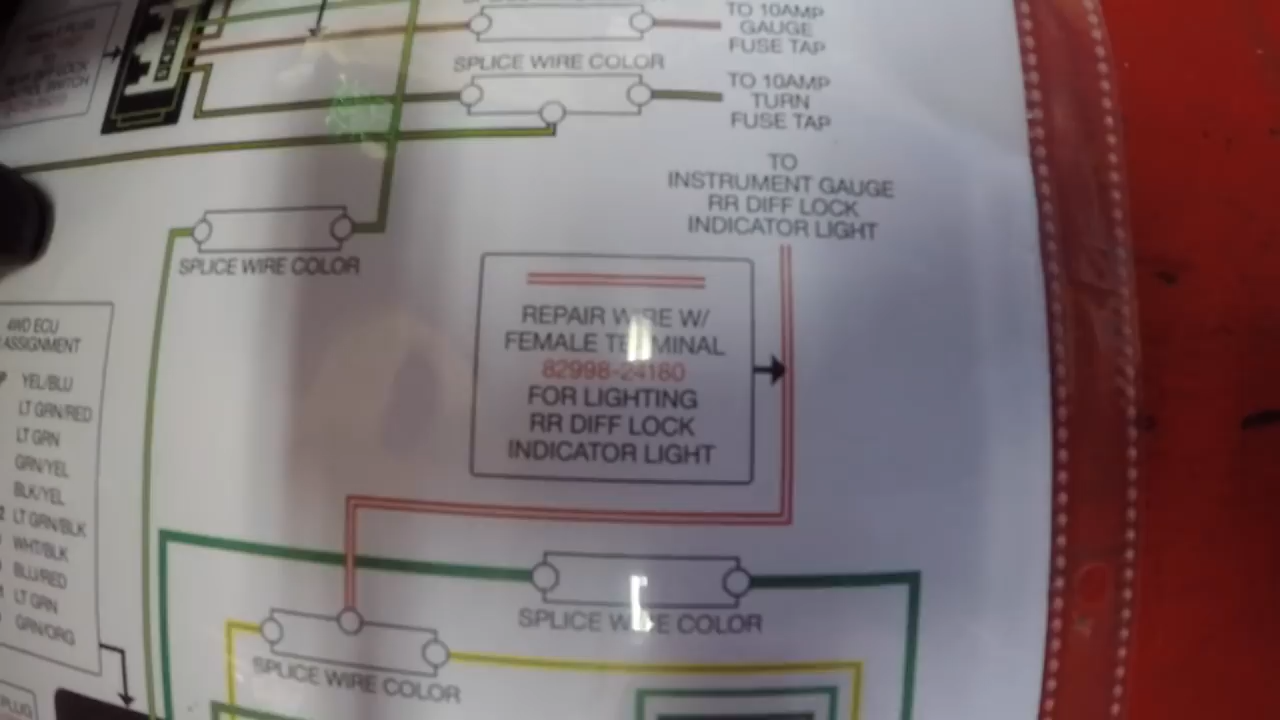 TO 10AMP
GAUGE
FUSE TAP
SPLICE WIRE COLOR
TO 10AMP
TURN
FUSE TAP
TO
INSTRUMENT GAUGE
RR DIFF LOCK
INDICATOR LIGHT
SPLICE WIRE COLOR
REPAIR WIRE W/
FEMALE TERMINAL
82998-24180
FOR LIGHTING
RR DIFF LOCK
INDICATOR LIGHT
4WD ECU
ASSIGNMENT
YEL/BLU
LT GRN/RED
LT GRN
GRN/YEL
BLK/YEL
LT GRN/BLK
WHT/BLK
BLU/RED
LT GRN
GRN/ORG
SPLICE WIRE COLOR
SPLICE WIRE COLOR
PLUG